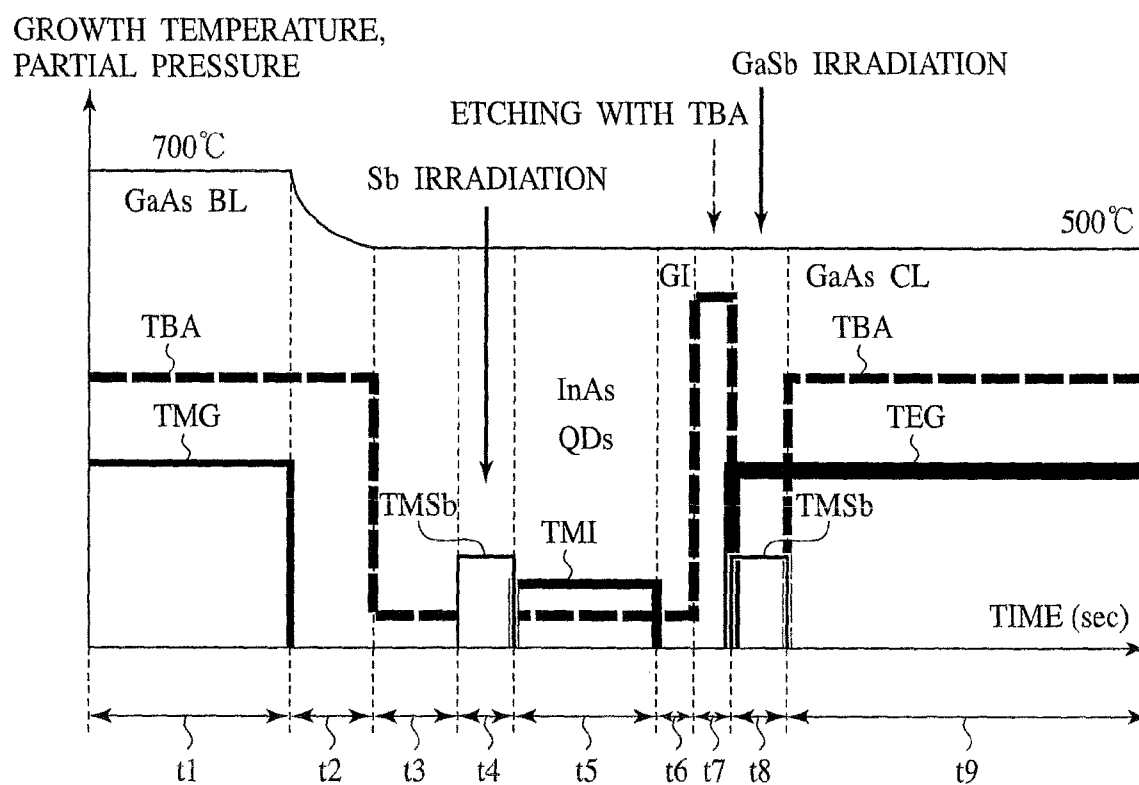 GROWTH TEMPERATURE,
PARTIAL PRESSURE
GaSb IRRADIATION
ETCHING WITH TBA
700℃
Sb IRRADIATION
GaAs BL
500℃
GI
GaAs CL
TBA
TBA
InAs
QDs
TMG
TEG
TMSb
TMI
TMSb
TIME (sec)
t1
t2
t3
t4
t5
t6
t7
t8
t9